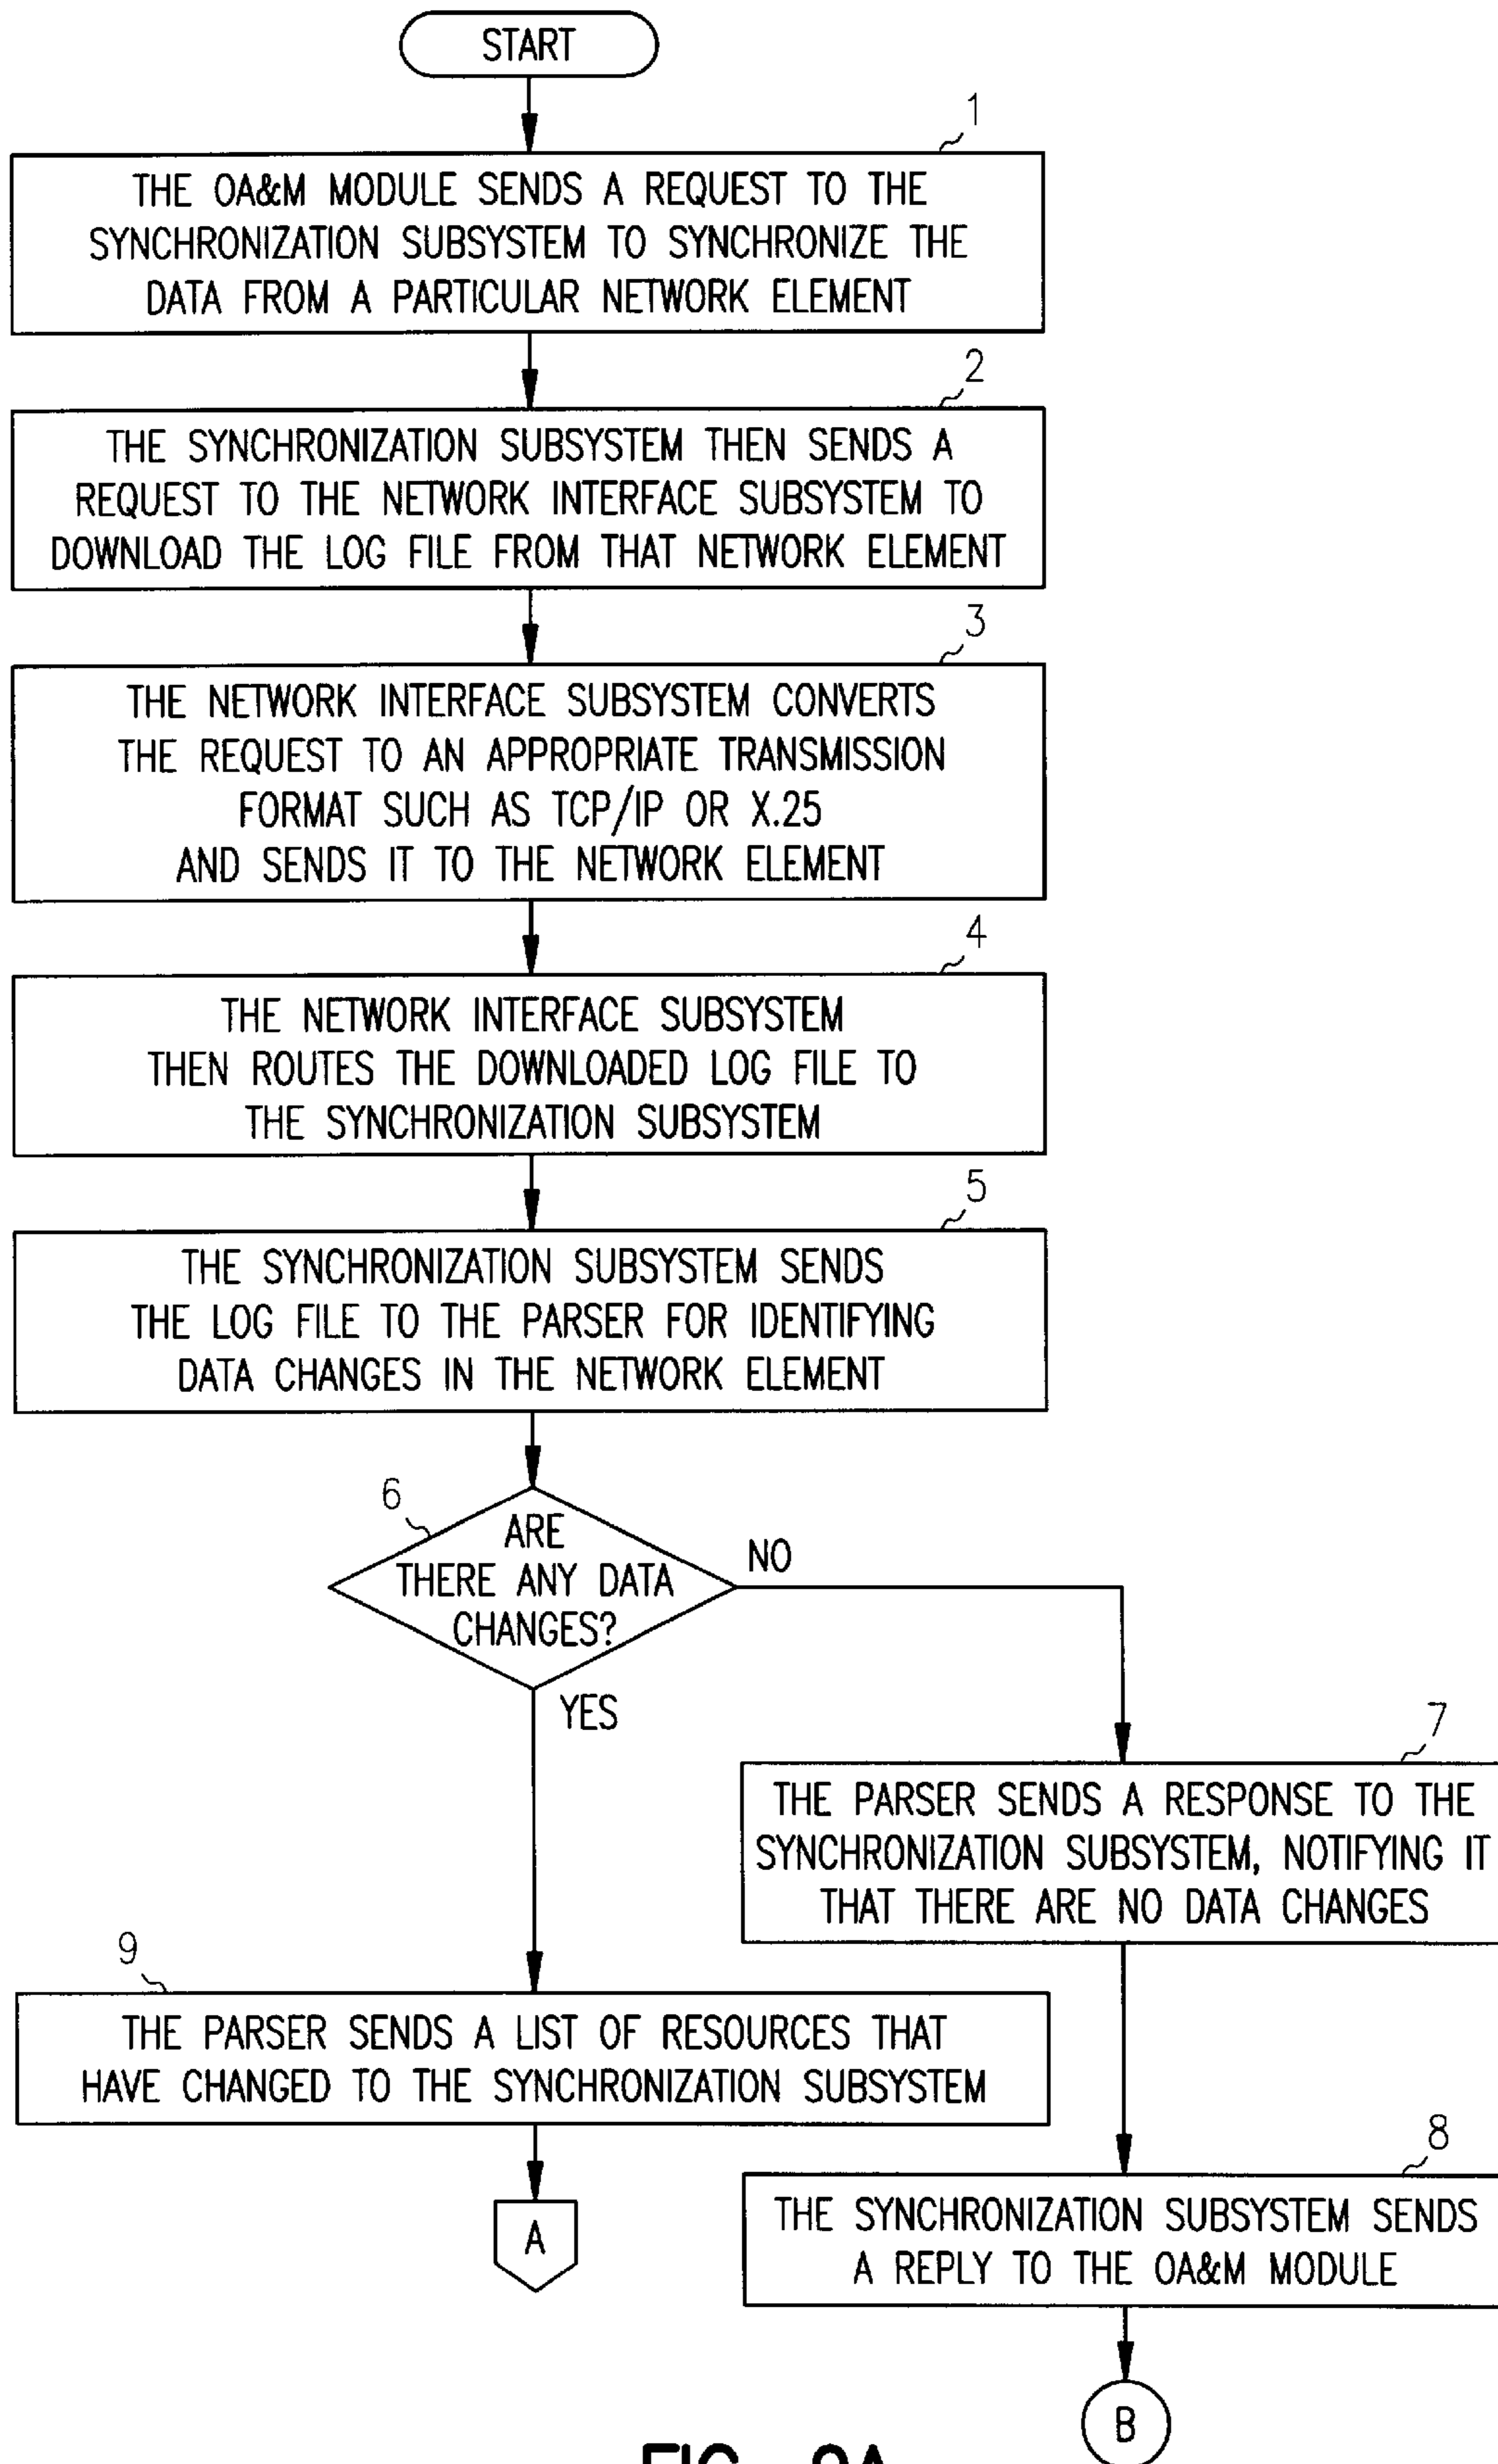 START
1
THE OA&M MODULE SENDS A REQUEST TO THE
SYNCHRONIZATION SUBSYSTEM TO SYNCHRONIZE THE
DATA FROM A PARTICULAR NETWORK ELEMENT
2
THE SYNCHRONIZATION SUBSYSTEM THEN SENDS A
REQUEST TO THE NETWORK INTERFACE SUBSYSTEM TO
DOWNLOAD THE LOG FILE FROM THAT NETWORK ELEMENT
3
THE NETWORK INTERFACE SUBSYSTEM CONVERTS
THE REQUEST TO AN APPROPRIATE TRANSMISSION
FORMAT SUCH AS TCP/IP OR X.25
AND SENDS IT TO THE NETWORK ELEMENT
4
THE NETWORK INTERFACE SUBSYSTEM
THEN ROUTES THE DOWNLOADED LOG FILE TO
THE SYNCHRONIZATION SUBSYSTEM
5
THE SYNCHRONIZATION SUBSYSTEM SENDS
THE LOG FILE TO THE PARSER FOR IDENTIFYING
DATA CHANGES IN THE NETWORK ELEMENT
6
ARE
THERE ANY DATA
CHANGES?
NO
YES
7
THE PARSER SENDS A RESPONSE TO THE
SYNCHRONIZATION SUBSYSTEM, NOTIFYING IT
THAT THERE ARE NO DATA CHANGES
9
THE PARSER SENDS A LIST OF RESOURCES THAT
HAVE CHANGED TO THE SYNCHRONIZATION SUBSYSTEM
A
8
THE SYNCHRONIZATION SUBSYSTEM SENDS
A REPLY TO THE OA&M MODULE
B
FIG.